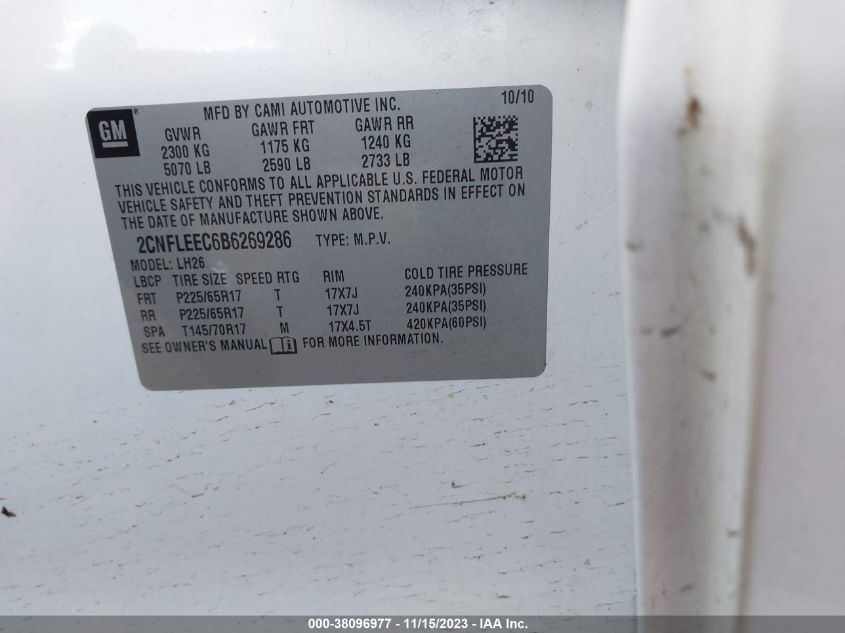 MFD BY CAMI AUTOMOTIVE INC. 10/10
GM
GVWR GAWR FRT GAWR RR
2300 KG 1175 KG 1240 KG
5070 LB 2590 LB 2733 LB
THIS VEHICLE CONFORMS TO ALL APPLICABLE U.S. FEDERAL MOTOR
VEHICLE SAFETY AND THEFT PREVENTION STANDARDS IN EFFECT ON
THE DATE OF MANUFACTURE SHOWN ABOVE.
2CNFLEEC6B6269286 TYPE: M.P.V.
MODEL: LH26
LBCP TIRE SIZE SPEED RTG RIM COLD TIRE PRESSURE
FRT P225/65R17 T 17X7J 240KPA(35PSI)
RR P225/65R17 T 17X7J 240KPA(35PSI)
SPA T145/70R17 M 17X4.5T 420KPA(60PSI)
SEE OWNER'S MANUAL FOR MORE INFORMATION.
000-38096977 - 11/15/2023 - IAA Inc.